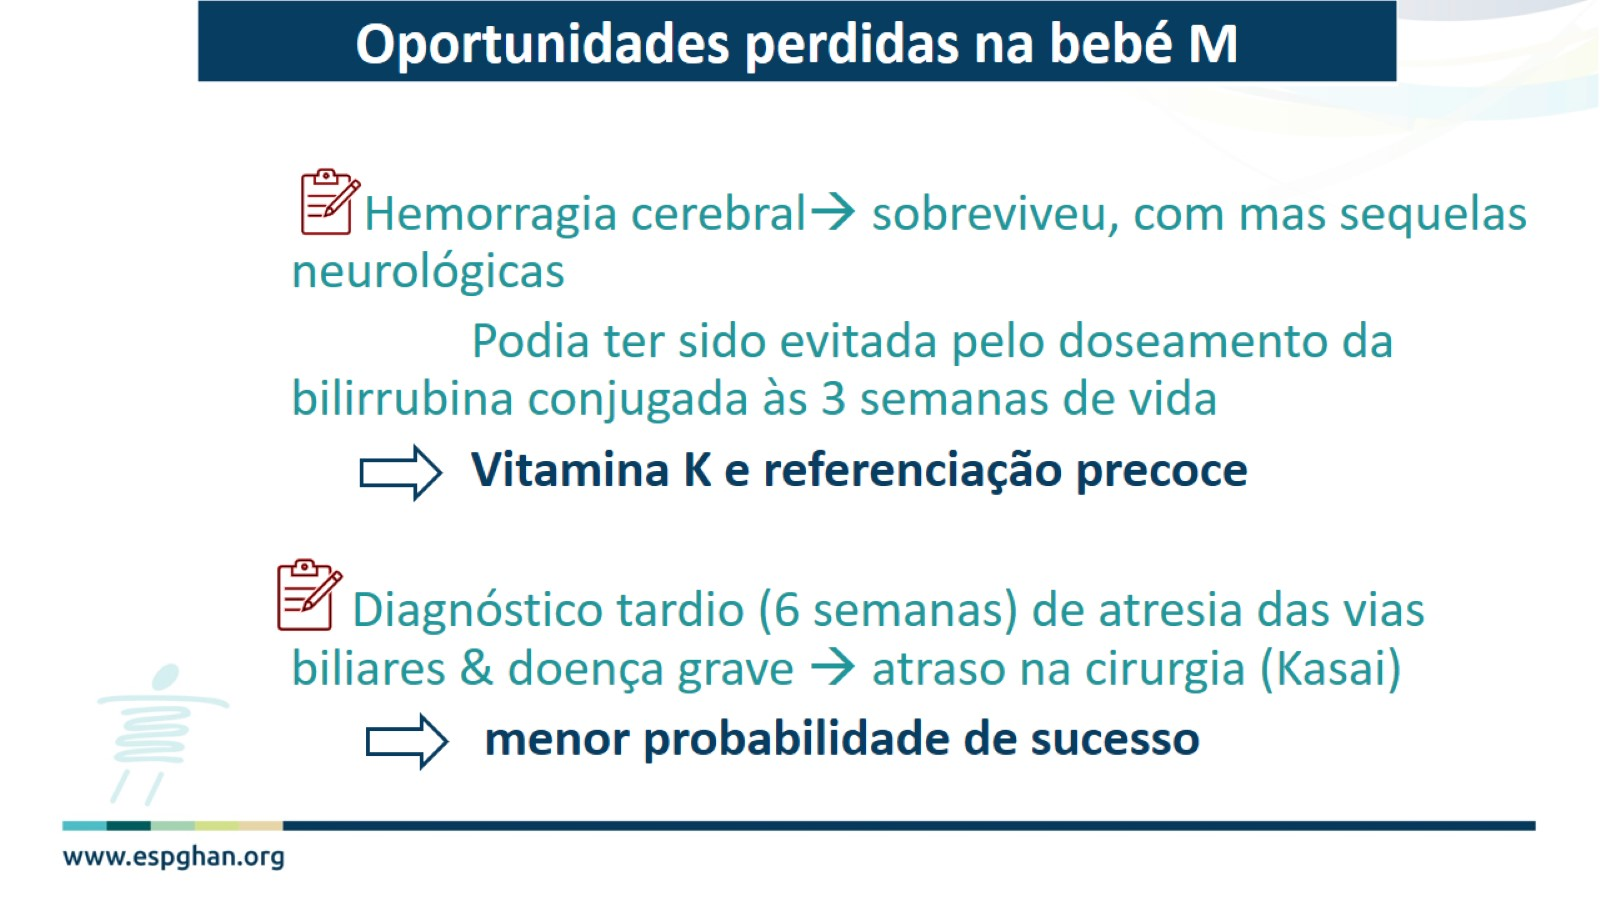 Oportunidades perdidas na bebé M
Hemorragia cerebral→ sobreviveu, com mas sequelas
neurológicas
Podia ter sido evitada pelo doseamento da
bilirrubina conjugada às 3 semanas de vida
Vitamina K e referenciação precoce
Diagnóstico tardio (6 semanas) de atresia das vias
biliares & doença grave → atraso na cirurgia (Kasai)
menor probabilidade de sucesso
www.espghan.org